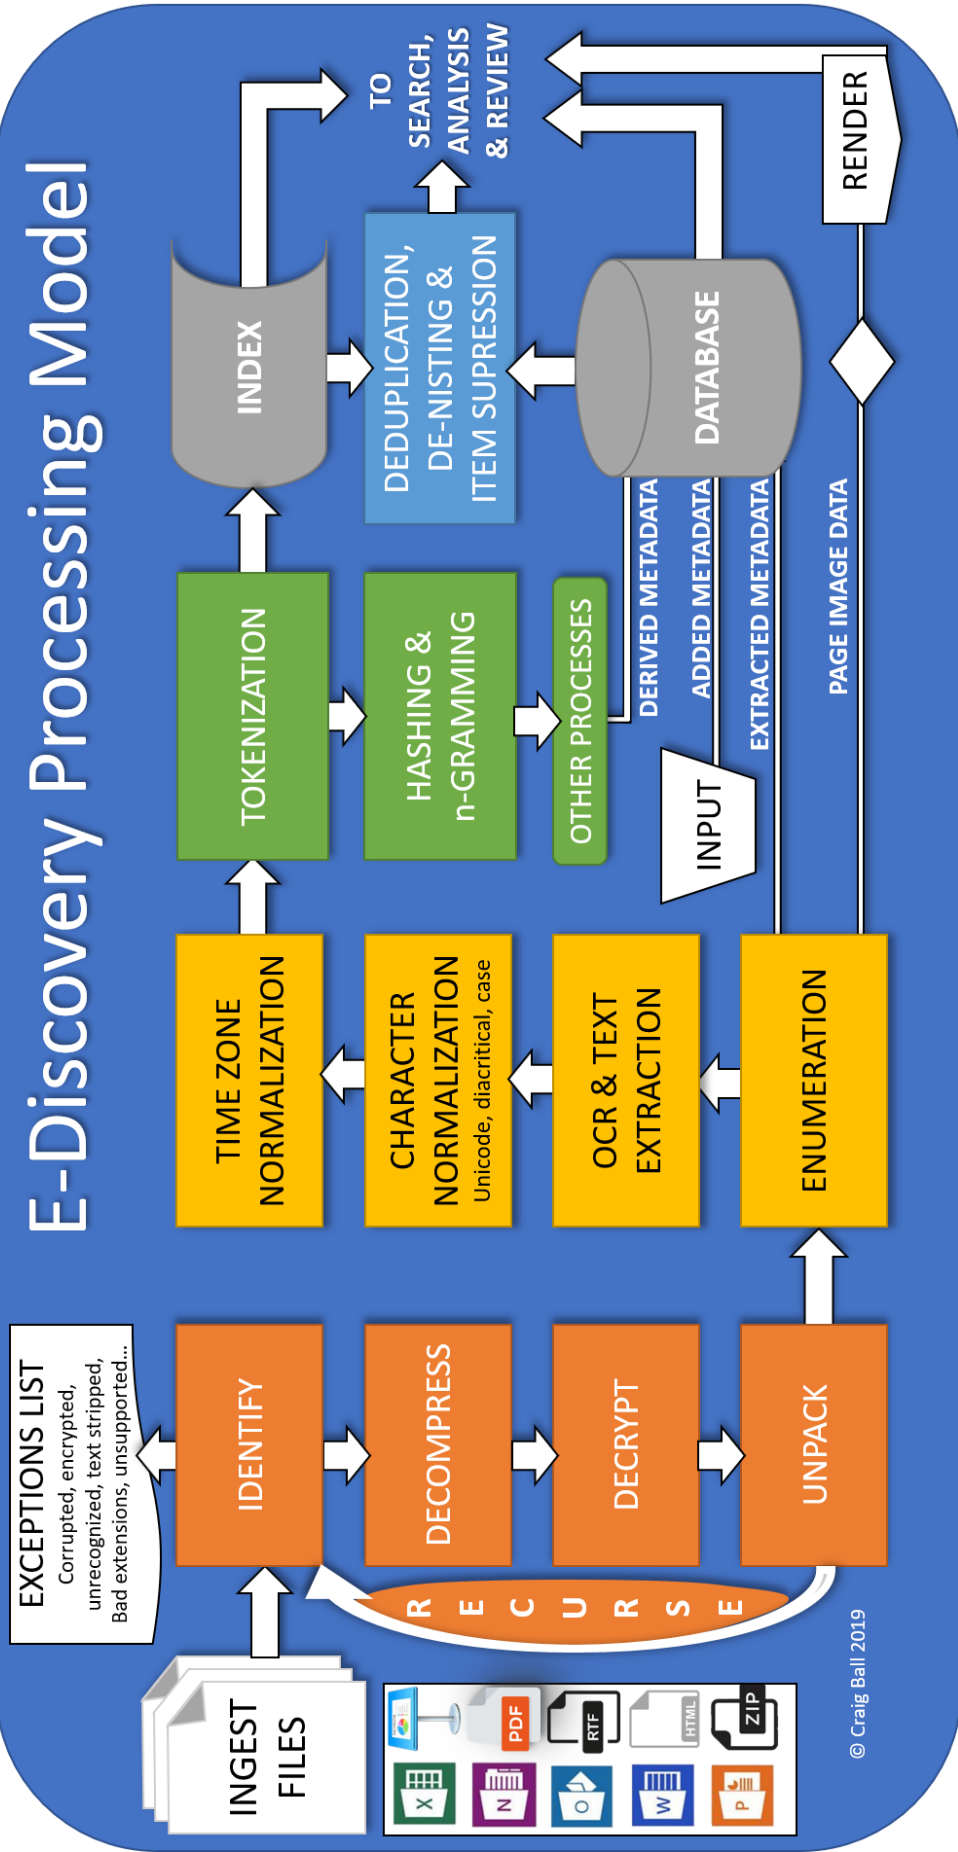 E-Discovery Processing Model
EXCEPTIONS LIST
Corrupted, encrypted,
unrecognized, text stripped,
Bad extensions, unsupported...
INGEST
FILES
IDENTIFY
DECOMPRESS
DECRYPT
UNPACK
RECURSE
X
N
O
W
P
PDF
RTF
HTML
ZIP
© Craig Ball 2019
TIME ZONE
NORMALIZATION
CHARACTER
NORMALIZATION
Unicode, diacritical, case
OCR & TEXT
EXTRACTION
ENUMERATION
TOKENIZATION
HASHING &
n-GRAMMING
OTHER PROCESSES
INPUT
DERIVED METADATA
ADDED METADATA
EXTRACTED METADATA
PAGE IMAGE DATA
INDEX
DEDUPLICATION,
DE-NISTING &
ITEM SUPRESSION
DATABASE
RENDER
TO
SEARCH,
ANALYSIS
& REVIEW